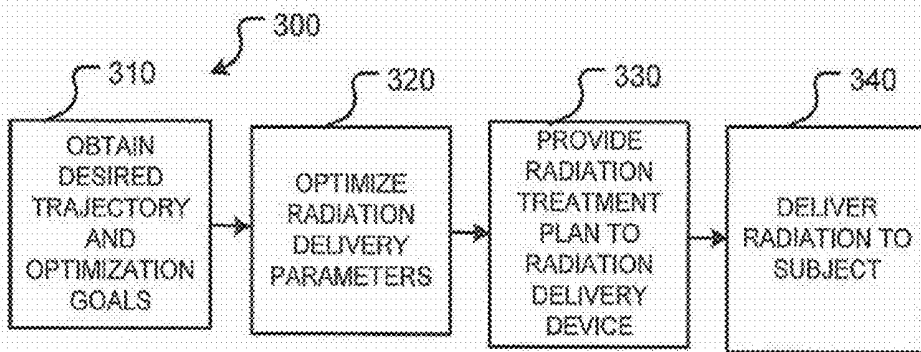 300
310
320
330
340
OBTAIN
DESIRED
TRAJECTORY
AND
OPTIMIZATION
GOALS
OPTIMIZE
RADIATION
DELIVERY
PARAMETERS
PROVIDE
RADIATION
TREATMENT
PLAN TO
RADIATION
DELIVERY
DEVICE
DELIVER
RADIATION TO
SUBJECT